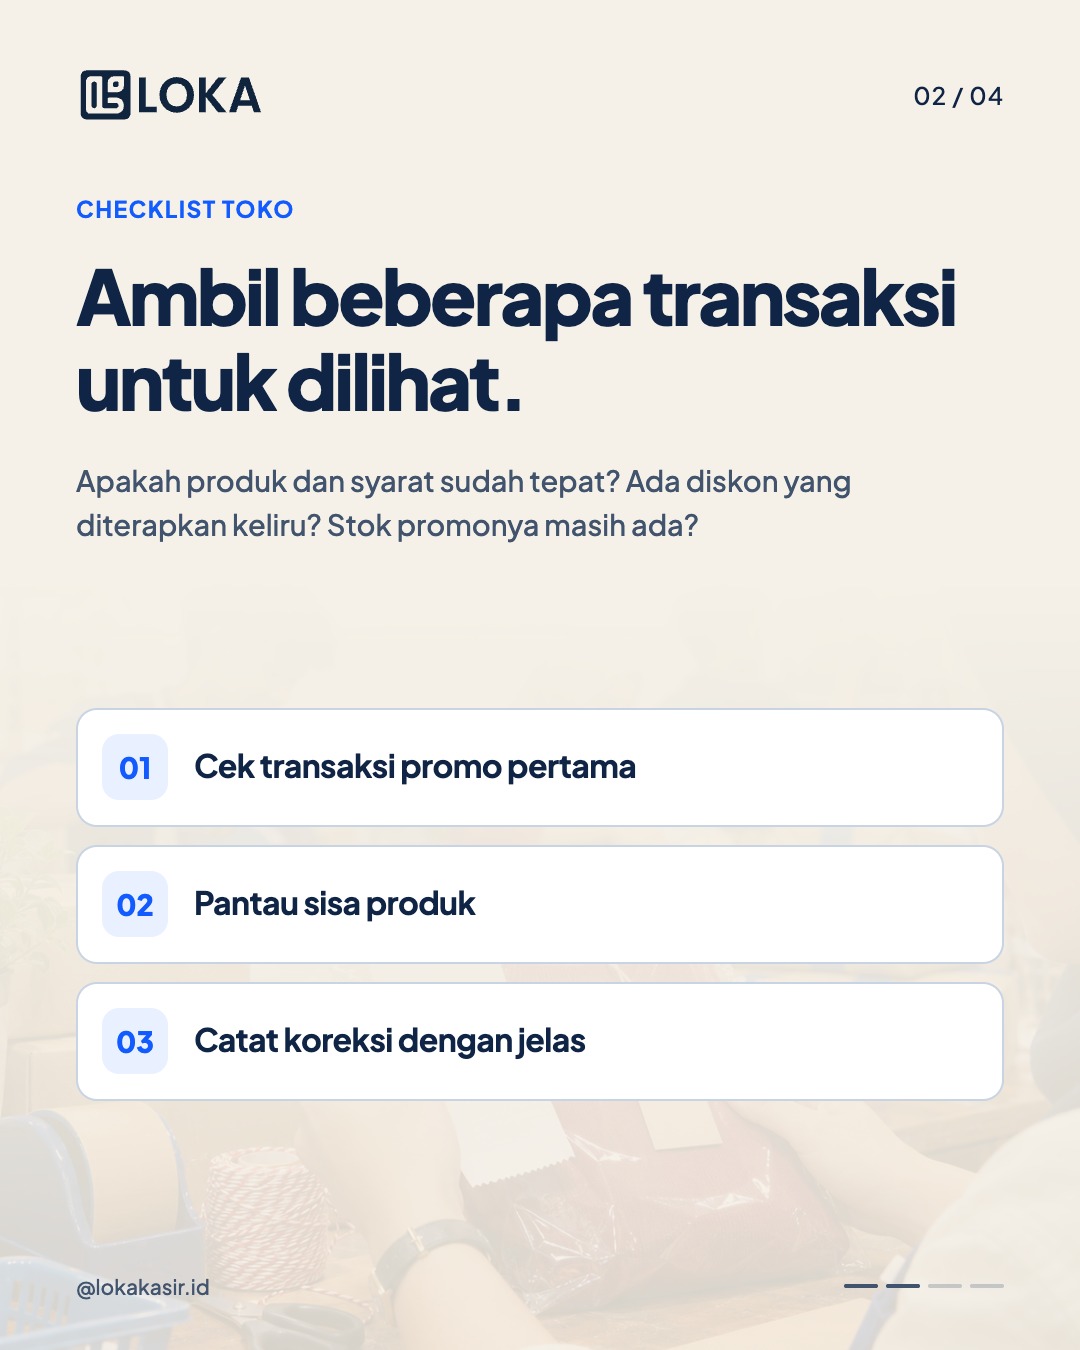 LOKA
02 / 04
CHECKLIST TOKO
Ambil beberapa transaksi
untuk dilihat.
Apakah produk dan syarat sudah tepat? Ada diskon yang
diterapkan keliru? Stok promonya masih ada?
01 Cek transaksi promo pertama
02 Pantau sisa produk
03 Catat koreksi dengan jelas
@lokakasir.id